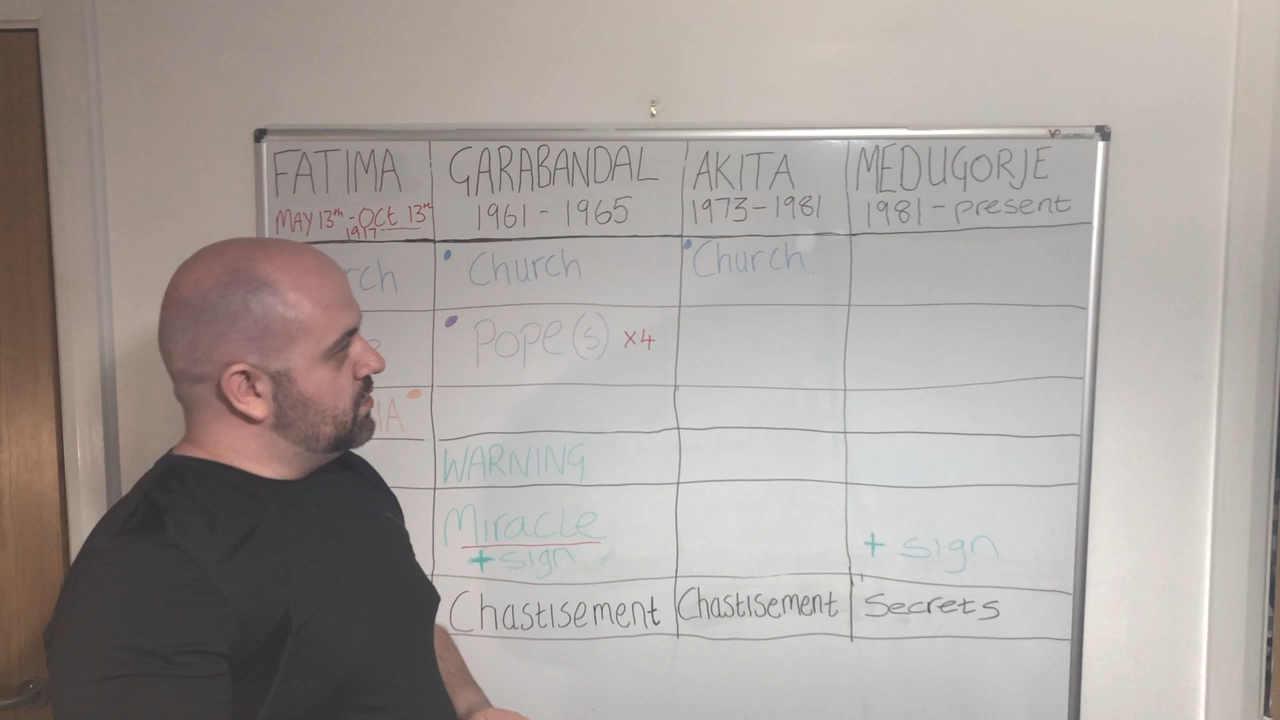 FATIMA GARABANDAL AKITA MEDUGORJE
MAY 13th - OCT 13th 1961 - 1965 1973 - 1981 1981 - present
1917
rch Church Church
Pope(s) x4
IA
WARNING
Miracle
+ sign + sign
Chastisement Chastisement Secrets